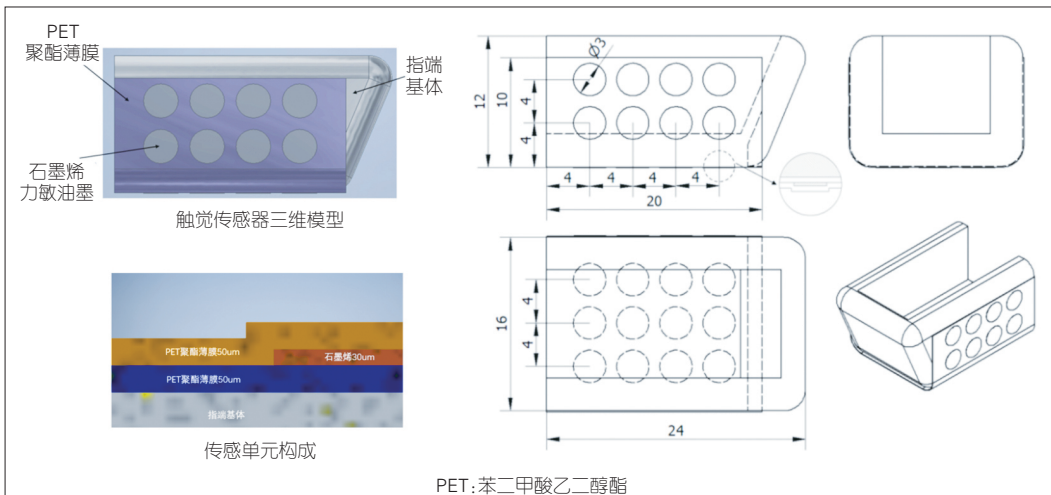 PET
聚酯薄膜
指端
基体
石墨烯
力敏油墨
触觉传感器三维模型
PET聚酯薄膜50um
石墨烯30um
PET聚酯薄膜50um
指端基体
传感单元构成
Ø3
12
10
4
4
4
4
4
4
20
16
4
4
24
PET:苯二甲酸乙二醇酯